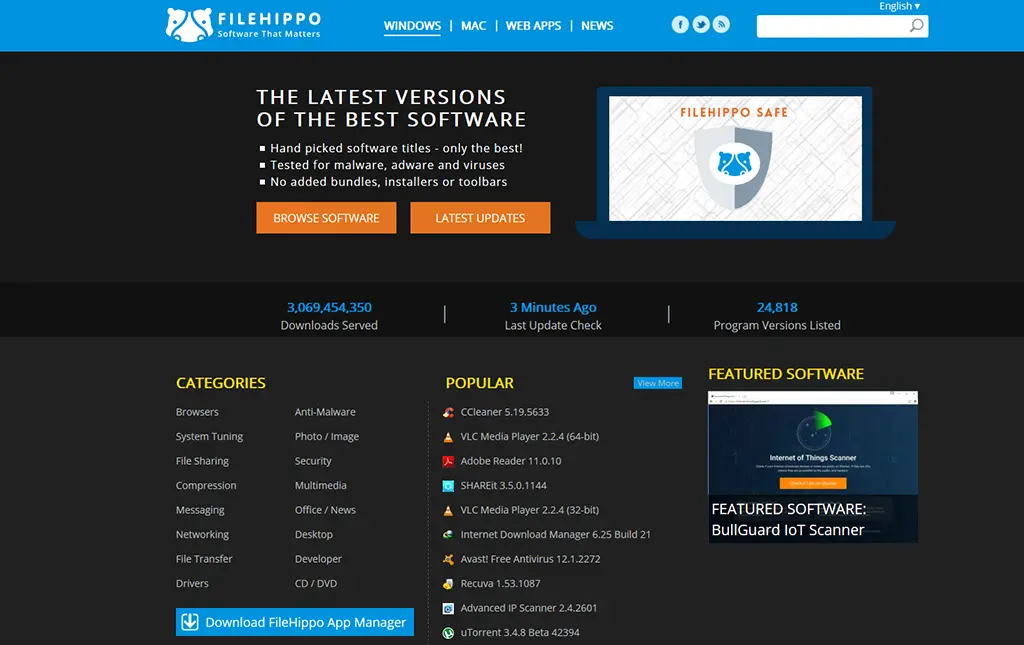 English ▾
FILEHIPPO
Software That Matters
WINDOWS | MAC | WEB APPS | NEWS
THE LATEST VERSIONS
OF THE BEST SOFTWARE
Hand picked software titles - only the best!
Tested for malware, adware and viruses
No added bundles, installers or toolbars
BROWSE SOFTWARE
LATEST UPDATES
FILEHIPPO SAFE
3,069,454,350
Downloads Served
3 Minutes Ago
Last Update Check
24,818
Program Versions Listed
CATEGORIES
Browsers
Anti-Malware
System Tuning
Photo / Image
File Sharing
Security
Compression
Multimedia
Messaging
Office / News
Networking
Desktop
File Transfer
Developer
Drivers
CD / DVD
Download FileHippo App Manager
POPULAR
View More
CCleaner 5.19.5633
VLC Media Player 2.2.4 (64-bit)
Adobe Reader 11.0.10
SHAREit 3.5.0.1144
VLC Media Player 2.2.4 (32-bit)
Internet Download Manager 6.25 Build 21
Avast! Free Antivirus 12.1.2272
Recuva 1.53.1087
Advanced IP Scanner 2.4.2601
uTorrent 3.4.8 Beta 42394
FEATURED SOFTWARE
Internet of Things Scanner
FEATURED SOFTWARE:
BullGuard IoT Scanner